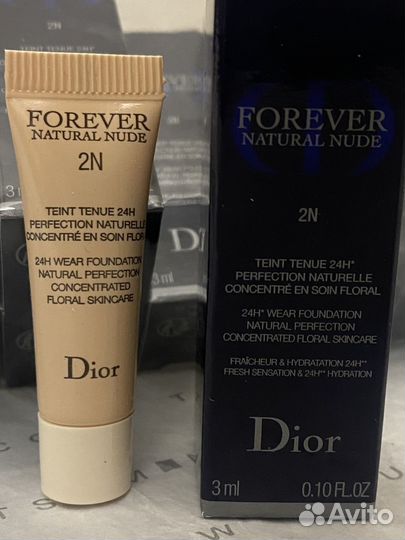 FOREVER
NATURAL NUDE
2N
TEINT TENUE 24H
PERFECTION NATURELLE
CONCENTRÉ EN SOIN FLORAL
24H WEAR FOUNDATION
NATURAL PERFECTION
CONCENTRATED
FLORAL SKINCARE
Dior
FOREVER
NATURAL NUDE
2N
TEINT TENUE 24H*
PERFECTION NATURELLE
CONCENTRÉ EN SOIN FLORAL
24H* WEAR FOUNDATION
NATURAL PERFECTION
CONCENTRATED FLORAL SKINCARE
FRAÎCHEUR & HYDRATATION 24H**
FRESH SENSATION & 24H** HYDRATION
Dior
3 ml 0.10 FL.OZ
2N
3 ml
Avito